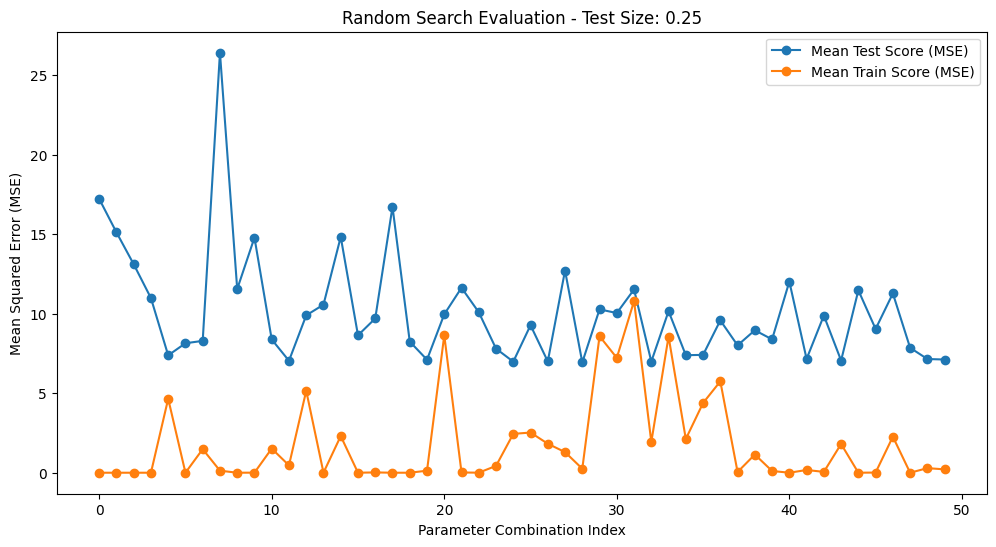 Random Search Evaluation - Test Size: 0.25
Mean Test Score (MSE)
Mean Train Score (MSE)
Mean Squared Error (MSE)
25
20
15
10
5
0
0 10 20 30 40 50
Parameter Combination Index